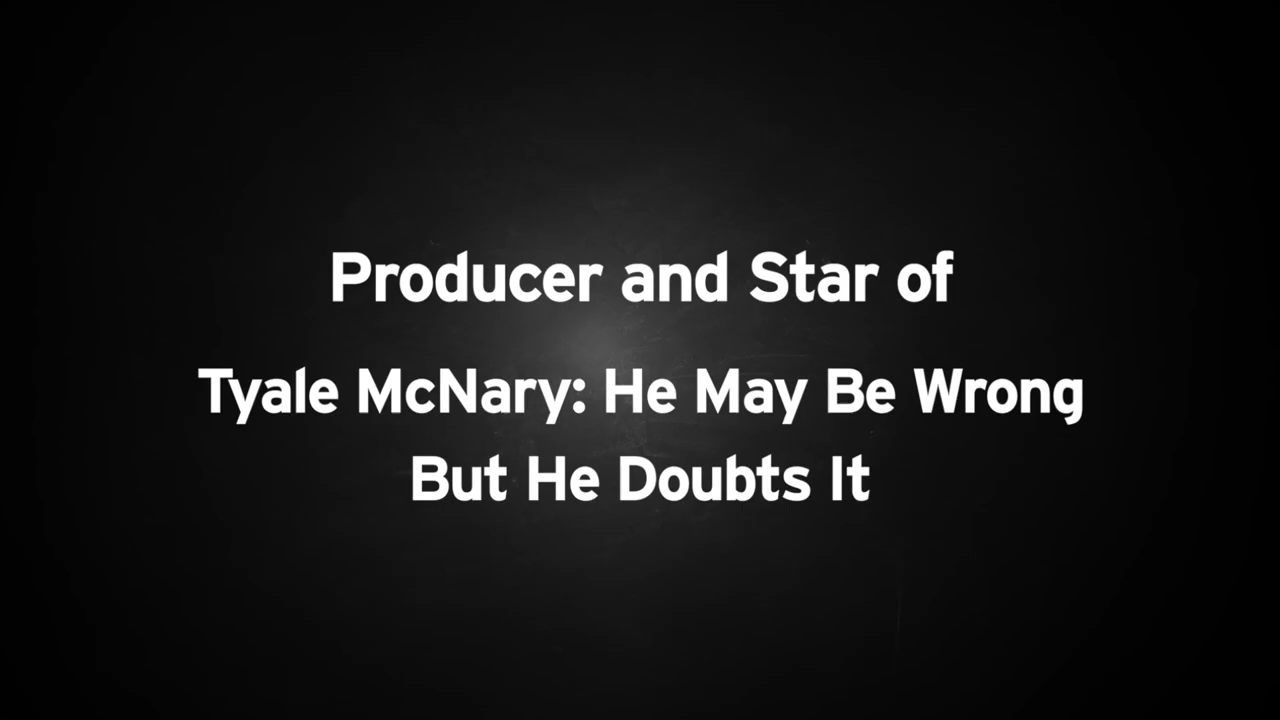 Producer and Star of
Tyale McNary: He May Be Wrong
But He Doubts It